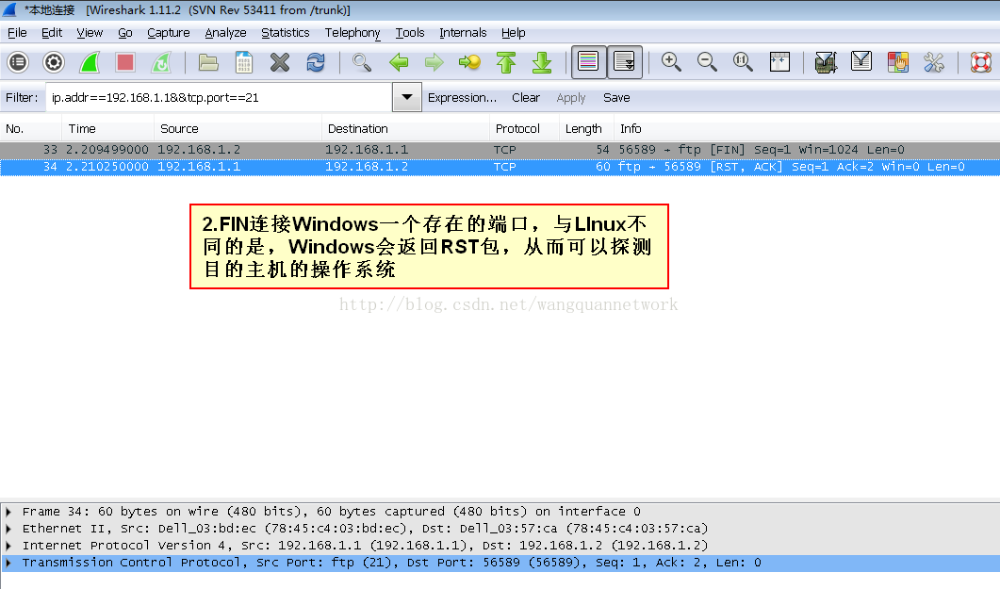 *本地连接 [Wireshark 1.11.2 (SVN Rev 53411 from /trunk)]
File Edit View Go Capture Analyze Statistics Telephony Tools Internals Help
Filter: ip.addr==192.168.1.1&&tcp.port==21 Expression... Clear Apply Save
No. Time Source Destination Protocol Length Info
33 2.209499000 192.168.1.2 192.168.1.1 TCP 54 56589 → ftp [FIN] Seq=1 Win=1024 Len=0
34 2.210250000 192.168.1.1 192.168.1.2 TCP 60 ftp → 56589 [RST, ACK] Seq=1 Ack=2 Win=0 Len=0
2.FIN连接Windows一个存在的端口，与LInux不
同的是，Windows会返回RST包，从而可以探测
目的主机的操作系统
http://blog.csdn.net/wangquannetwork
Frame 34: 60 bytes on wire (480 bits), 60 bytes captured (480 bits) on interface 0
Ethernet II, Src: Dell_03:bd:ec (78:45:c4:03:bd:ec), Dst: Dell_03:57:ca (78:45:c4:03:57:ca)
Internet Protocol Version 4, Src: 192.168.1.1 (192.168.1.1), Dst: 192.168.1.2 (192.168.1.2)
Transmission Control Protocol, Src Port: ftp (21), Dst Port: 56589 (56589), Seq: 1, Ack: 2, Len: 0